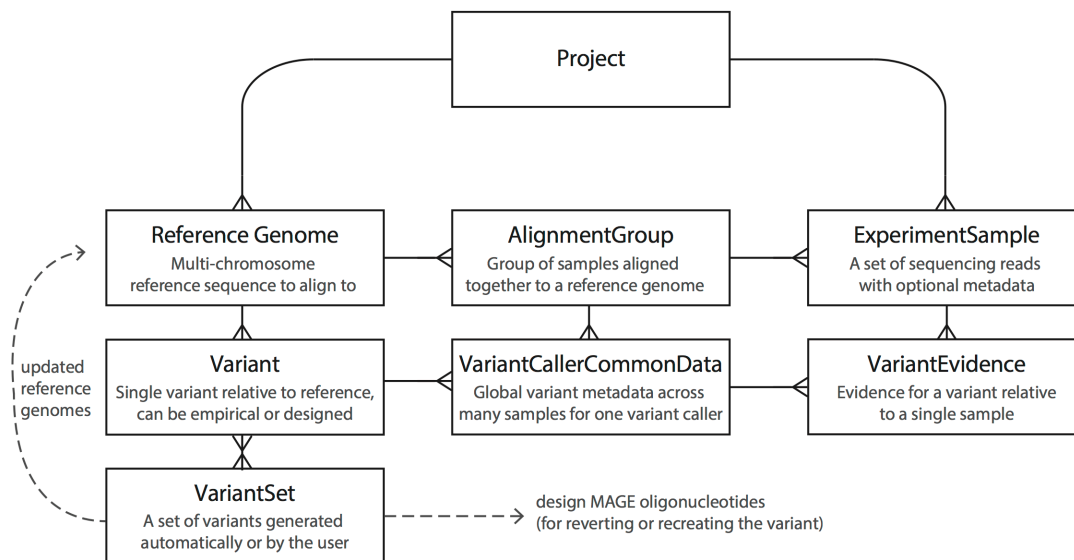 Project
Reference Genome
Multi-chromosome
reference sequence to align to
AlignmentGroup
Group of samples aligned
together to a reference genome
ExperimentSample
A set of sequencing reads
with optional metadata
updated
reference
genomes
Variant
Single variant relative to reference,
can be empirical or designed
VariantCallerCommonData
Global variant metadata across
many samples for one variant caller
VariantEvidence
Evidence for a variant relative
to a single sample
VariantSet
A set of variants generated
automatically or by the user
design MAGE oligonucleotides
(for reverting or recreating the variant)